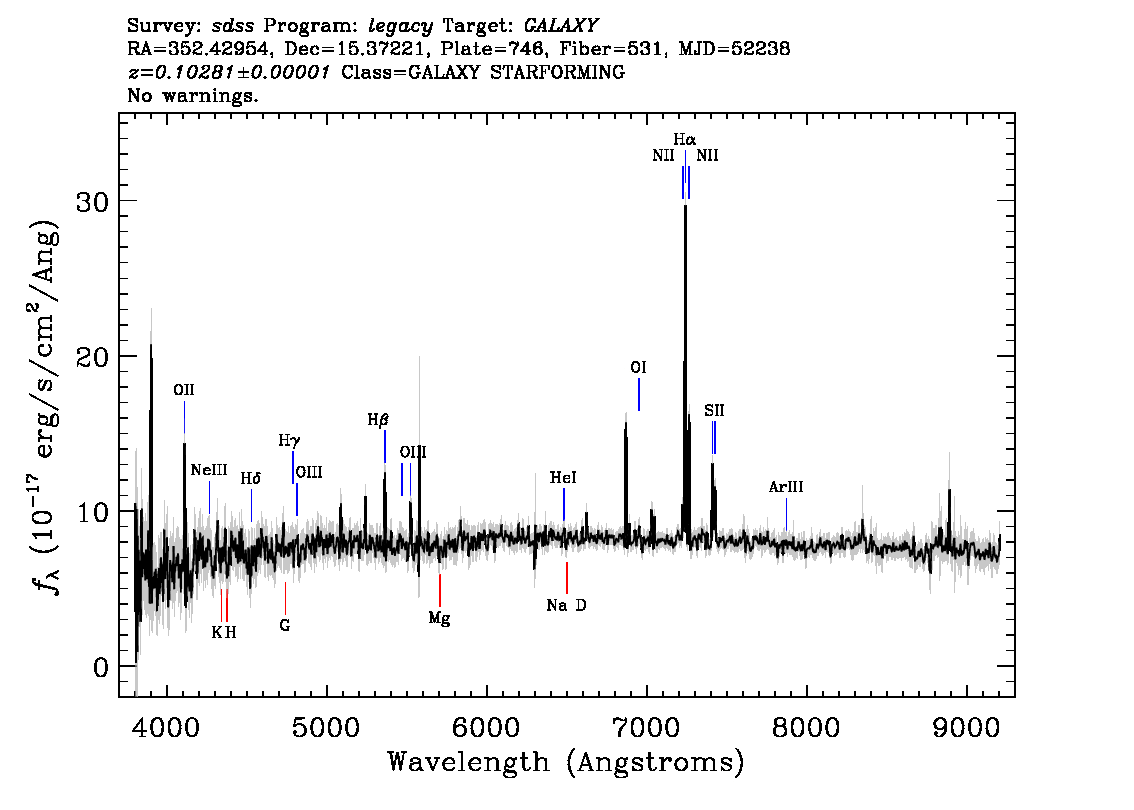 Survey: sdss Program: legacy Target: GALAXY
RA=352.42954, Dec=15.37221, Plate=746, Fiber=531, MJD=52238
z=0.10281±0.00001 Class=GALAXY STARFORMING
No warnings.
Hα
NII NII
30
OI
20
OII
SII
Hβ
Hγ
OIII
NeIII Hδ OIII
HeI
ArIII
10
Na D
Mg
K H G
0
4000 5000 6000 7000 8000 9000
Wavelength (Angstroms)
fλ (10⁻¹⁷ erg/s/cm²/Ang)